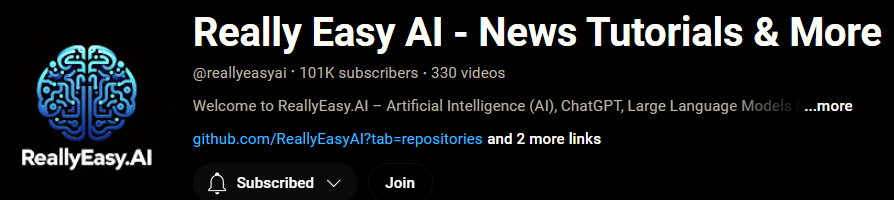 Really Easy AI - News Tutorials & More
@reallyeasyai · 101K subscribers · 330 videos
Welcome to ReallyEasy.AI – Artificial Intelligence (AI), ChatGPT, Large Language Models ( ...more
github.com/ReallyEasyAI?tab=repositories and 2 more links
ReallyEasy.AI
Subscribed
Join